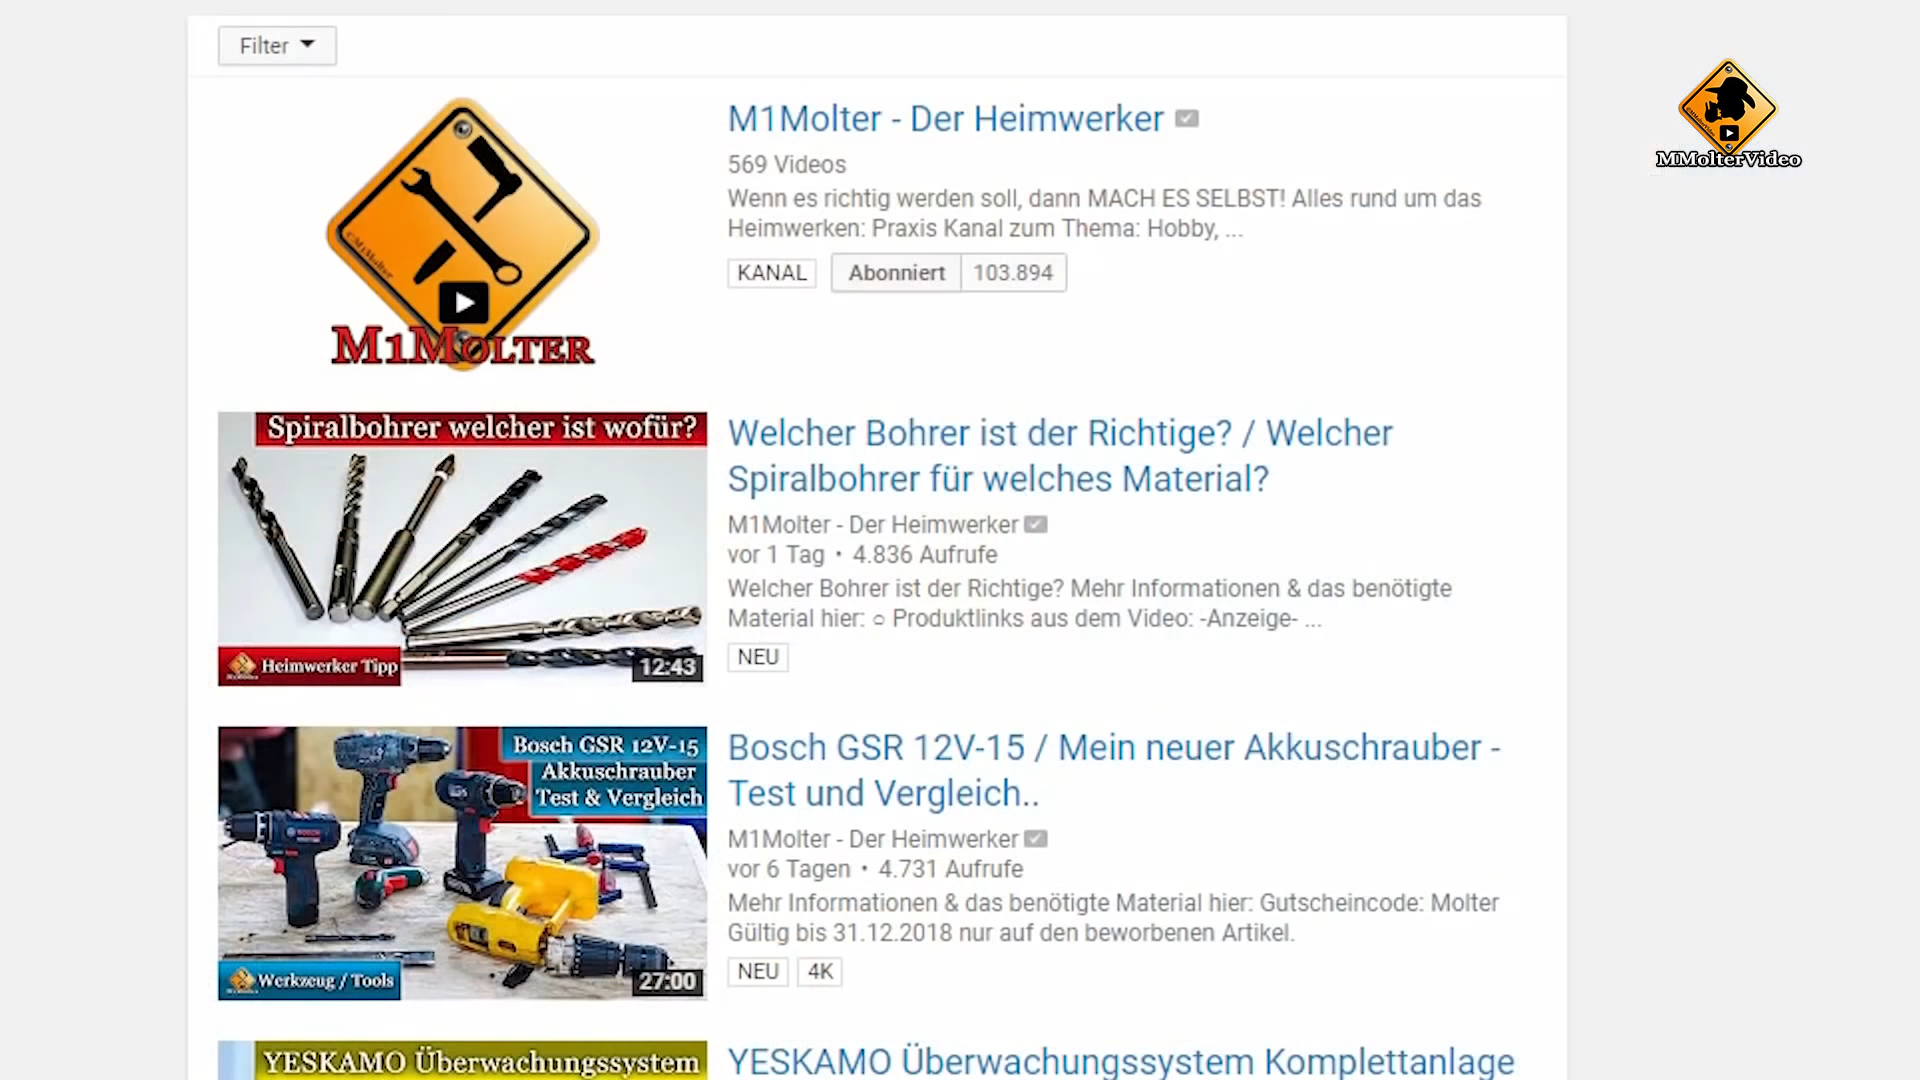 Filter
M1Molter - Der Heimwerker
569 Videos
Wenn es richtig werden soll, dann MACH ES SELBST! Alles rund um das
Heimwerken: Praxis Kanal zum Thema: Hobby, ...
KANAL
Abonniert 103.894
©M1Molter
M1MOLTER
MMolterVideo
Spiralbohrer welcher ist wofür?
Heimwerker Tipp
12:43
Welcher Bohrer ist der Richtige? / Welcher
Spiralbohrer für welches Material?
M1Molter - Der Heimwerker
vor 1 Tag • 4.836 Aufrufe
Welcher Bohrer ist der Richtige? Mehr Informationen & das benötigte
Material hier: ○ Produktlinks aus dem Video: -Anzeige- ...
NEU
Bosch GSR 12V-15
Akkuschrauber
Test & Vergleich
BOSCH
Werkzeug / Tools
27:00
Bosch GSR 12V-15 / Mein neuer Akkuschrauber -
Test und Vergleich..
M1Molter - Der Heimwerker
vor 6 Tagen • 4.731 Aufrufe
Mehr Informationen & das benötigte Material hier: Gutscheincode: Molter
Gültig bis 31.12.2018 nur auf den beworbenen Artikel.
NEU 4K
YESKAMO Überwachungssystem
YESKAMO Überwachungssystem Komplettanlage